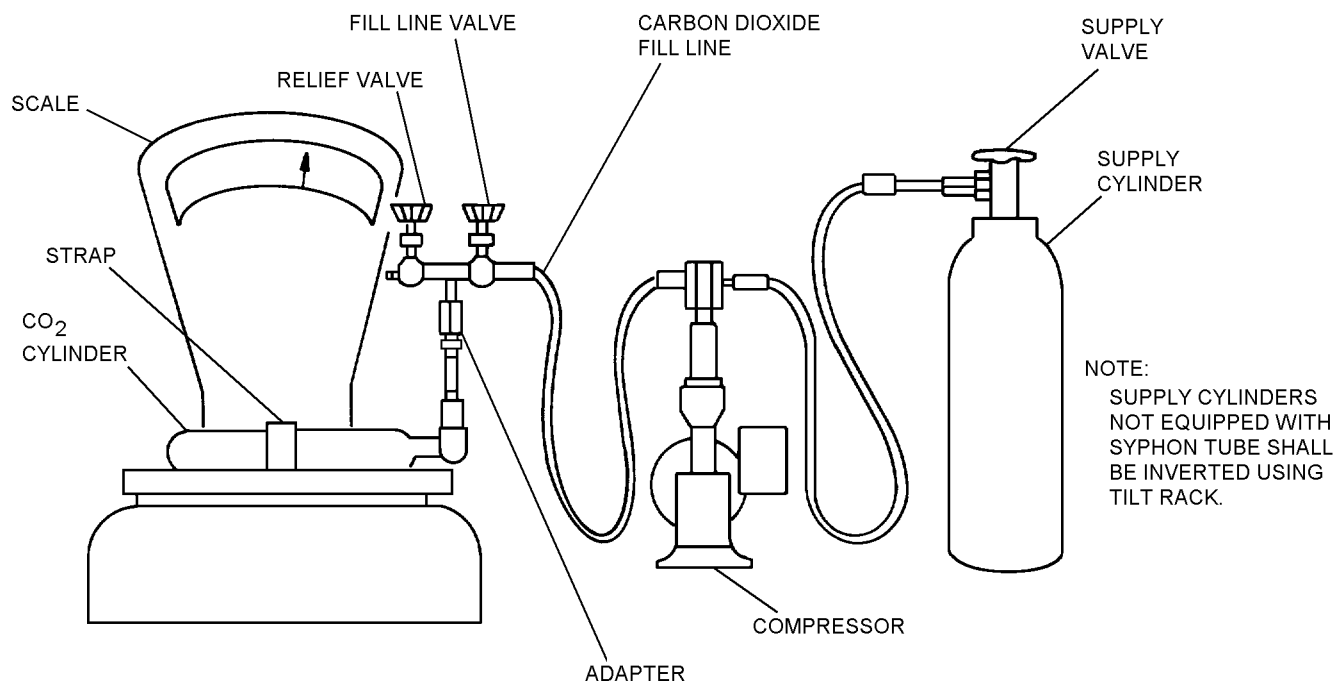 FILL LINE VALVE
CARBON DIOXIDE
FILL LINE
SUPPLY
VALVE
RELIEF VALVE
SCALE
SUPPLY
CYLINDER
STRAP
CO2
CYLINDER
NOTE:
SUPPLY CYLINDERS
NOT EQUIPPED WITH
SYPHON TUBE SHALL
BE INVERTED USING
TILT RACK.
COMPRESSOR
ADAPTER